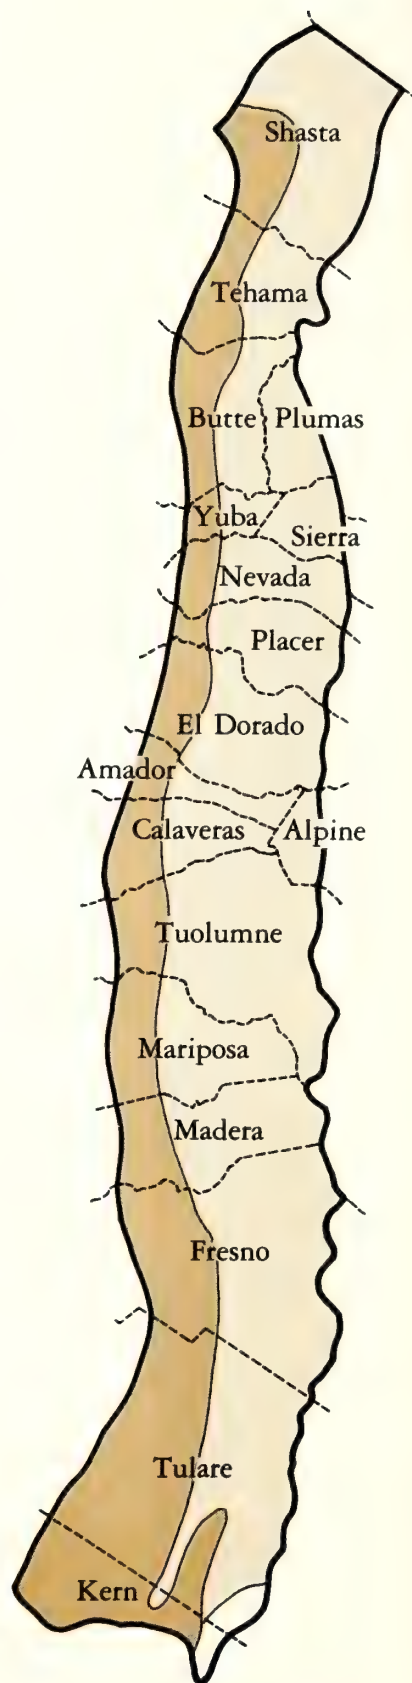 Shasta
Tehama
Butte Plumas
Yuba
Sierra
Nevada
Placer
El Dorado
Amador
Calaveras Alpine
Tuolumne
Mariposa
Madera
Fresno
Tulare
Kern